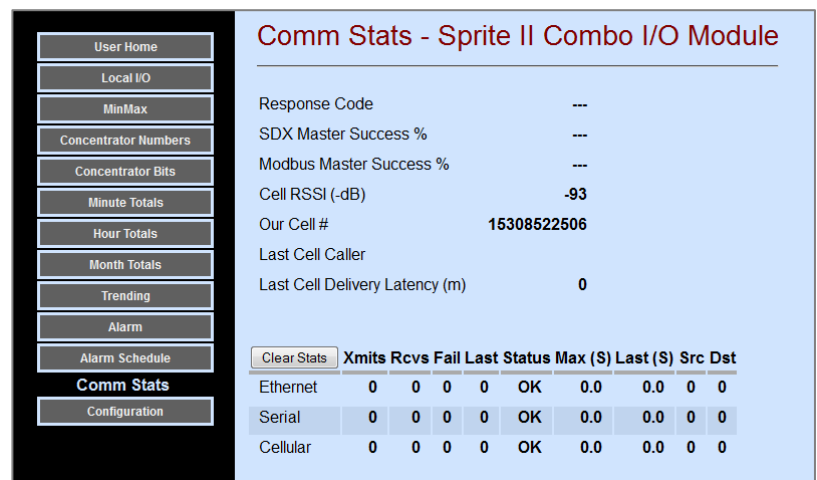 User Home
Local I/O
MinMax
Concentrator Numbers
Concentrator Bits
Minute Totals
Hour Totals
Month Totals
Trending
Alarm
Alarm Schedule
Comm Stats
Configuration
Comm Stats - Sprite II Combo I/O Module
Response Code ---
SDX Master Success % ---
Modbus Master Success % ---
Cell RSSI (-dB) -93
Our Cell # 15308522506
Last Cell Caller
Last Cell Delivery Latency (m) 0
Clear Stats Xmits Rcvs Fail Last Status Max (S) Last (S) Src Dst
Ethernet 0 0 0 0 OK 0.0 0.0 0 0
Serial 0 0 0 0 OK 0.0 0.0 0 0
Cellular 0 0 0 0 OK 0.0 0.0 0 0